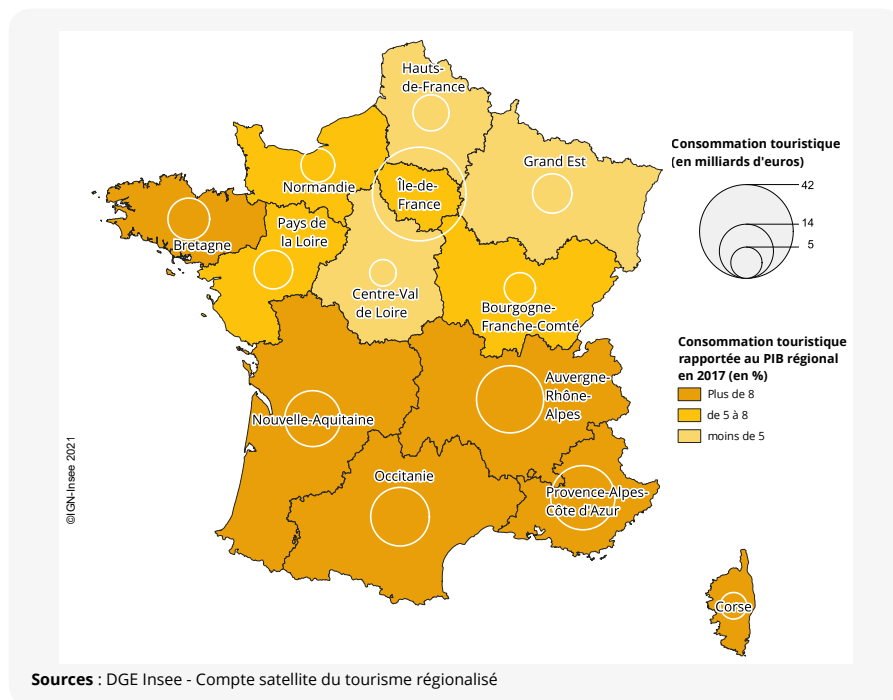 Hauts-
de-France
Grand Est
Normandie
Île-de-
France
Bretagne
Pays de
la Loire
Centre-Val
de Loire
Bourgogne-
Franche-Comté
Auvergne-
Rhône-
Alpes
Nouvelle-Aquitaine
Occitanie
Provence-Alpes-
Côte d'Azur
Corse
Consommation touristique
(en milliards d'euros)
42
14
5
Consommation touristique
rapportée au PIB régional
en 2017 (en %)
Plus de 8
de 5 à 8
moins de 5
©IGN-Insee 2021
Sources : DGE Insee - Compte satellite du tourisme régionalisé